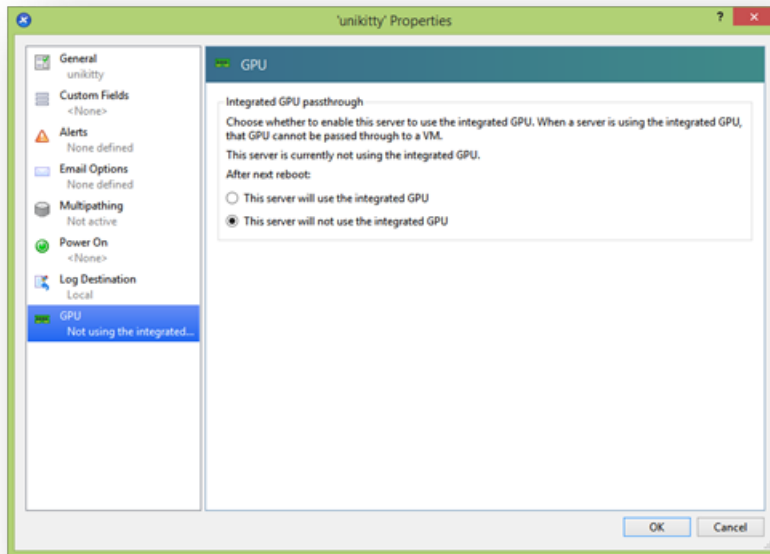 'unikitty' Properties
?
General
unikitty
Custom Fields
<None>
Alerts
None defined
Email Options
None defined
Multipathing
Not active
Power On
<None>
Log Destination
Local
GPU
Not using the integrated...
GPU
Integrated GPU passthrough
Choose whether to enable this server to use the integrated GPU. When a server is using the integrated GPU,
that GPU cannot be passed through to a VM.
This server is currently not using the integrated GPU.
After next reboot:
This server will use the integrated GPU
This server will not use the integrated GPU
OK
Cancel